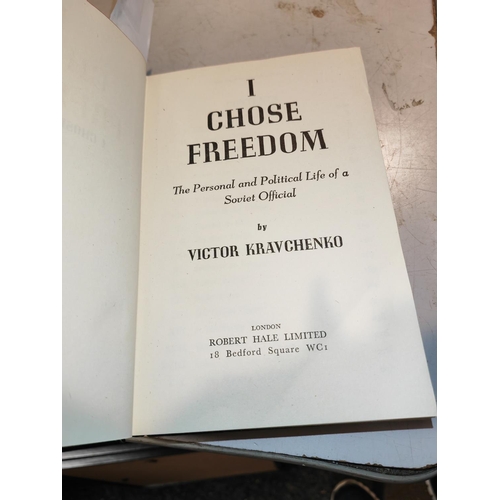 I
CHOSE
FREEDOM
The Personal and Political Life of a
Soviet Official
by
VICTOR KRAVCHENKO
LONDON
ROBERT HALE LIMITED
18 Bedford Square WC1